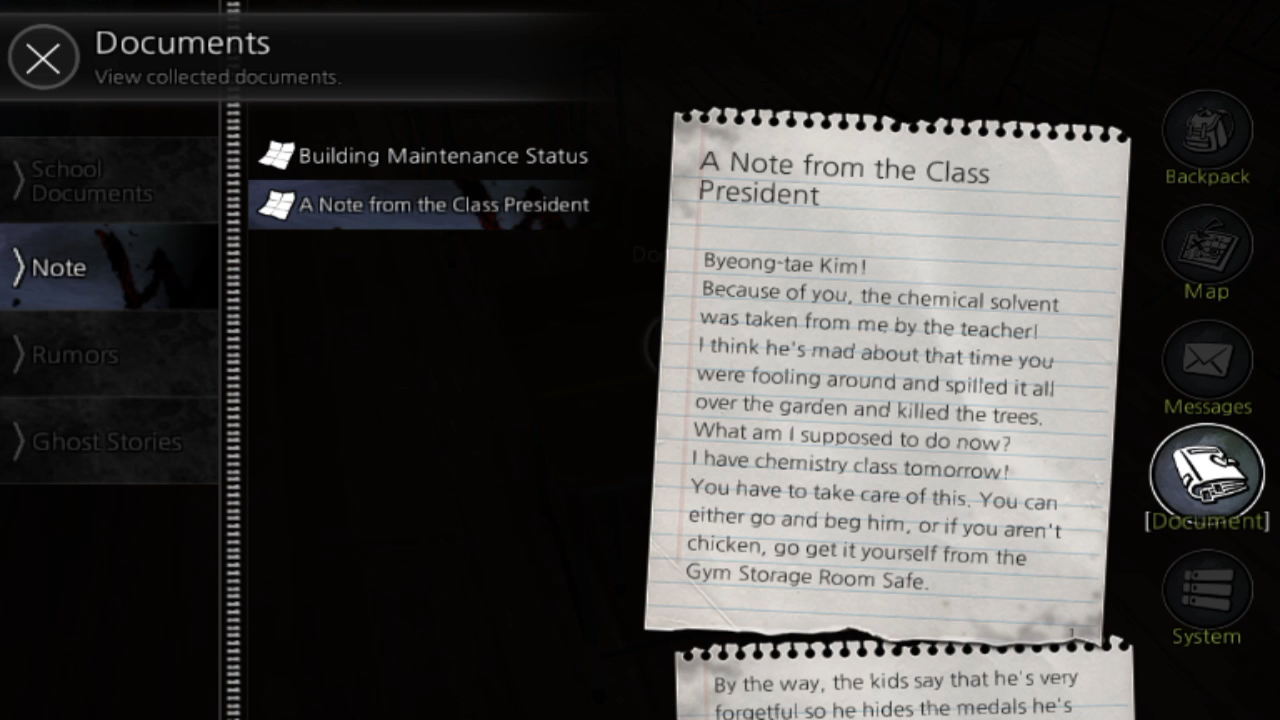 Documents
View collected documents.
School
Documents
Note
Rumors
Ghost Stories
Building Maintenance Status
A Note from the Class President
A Note from the Class
President
Byeong-tae Kim!
Because of you, the chemical solvent
was taken from me by the teacher!
I think he's mad about that time you
were fooling around and spilled it all
over the garden and killed the trees.
What am I supposed to do now?
I have chemistry class tomorrow!
You have to take care of this. You can
either go and beg him, or if you aren't
chicken, go get it yourself from the
Gym Storage Room Safe.
1
By the way, the kids say that he's very
forgetful so he hides the medals he's
Backpack
Map
Messages
[Document]
System